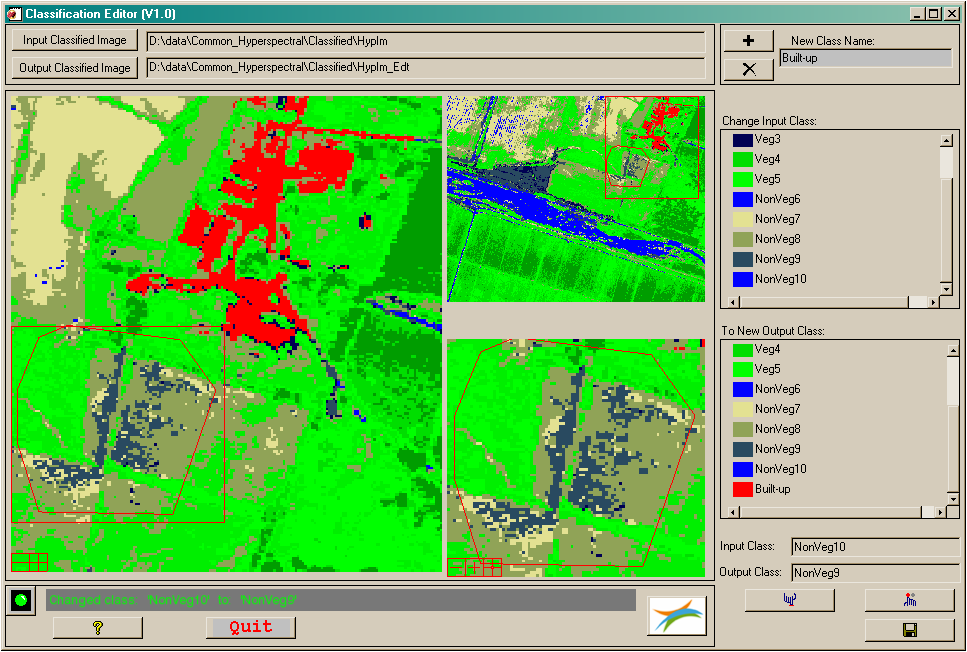 Classification Editor (V1.0)
Input Classified Image
D:\data\Common_Hyperspectral\Classified\HypIm
Output Classified Image
D:\data\Common_Hyperspectral\Classified\HypIm_Edt
New Class Name:
Built-up
Change Input Class:
Veg3
Veg4
Veg5
NonVeg6
NonVeg7
NonVeg8
NonVeg9
NonVeg10
To New Output Class:
Veg4
Veg5
NonVeg6
NonVeg7
NonVeg8
NonVeg9
NonVeg10
Built-up
Input Class: NonVeg10
Output Class: NonVeg9
Changed class: 'NonVeg10' to: 'NonVeg9'
?
Quit